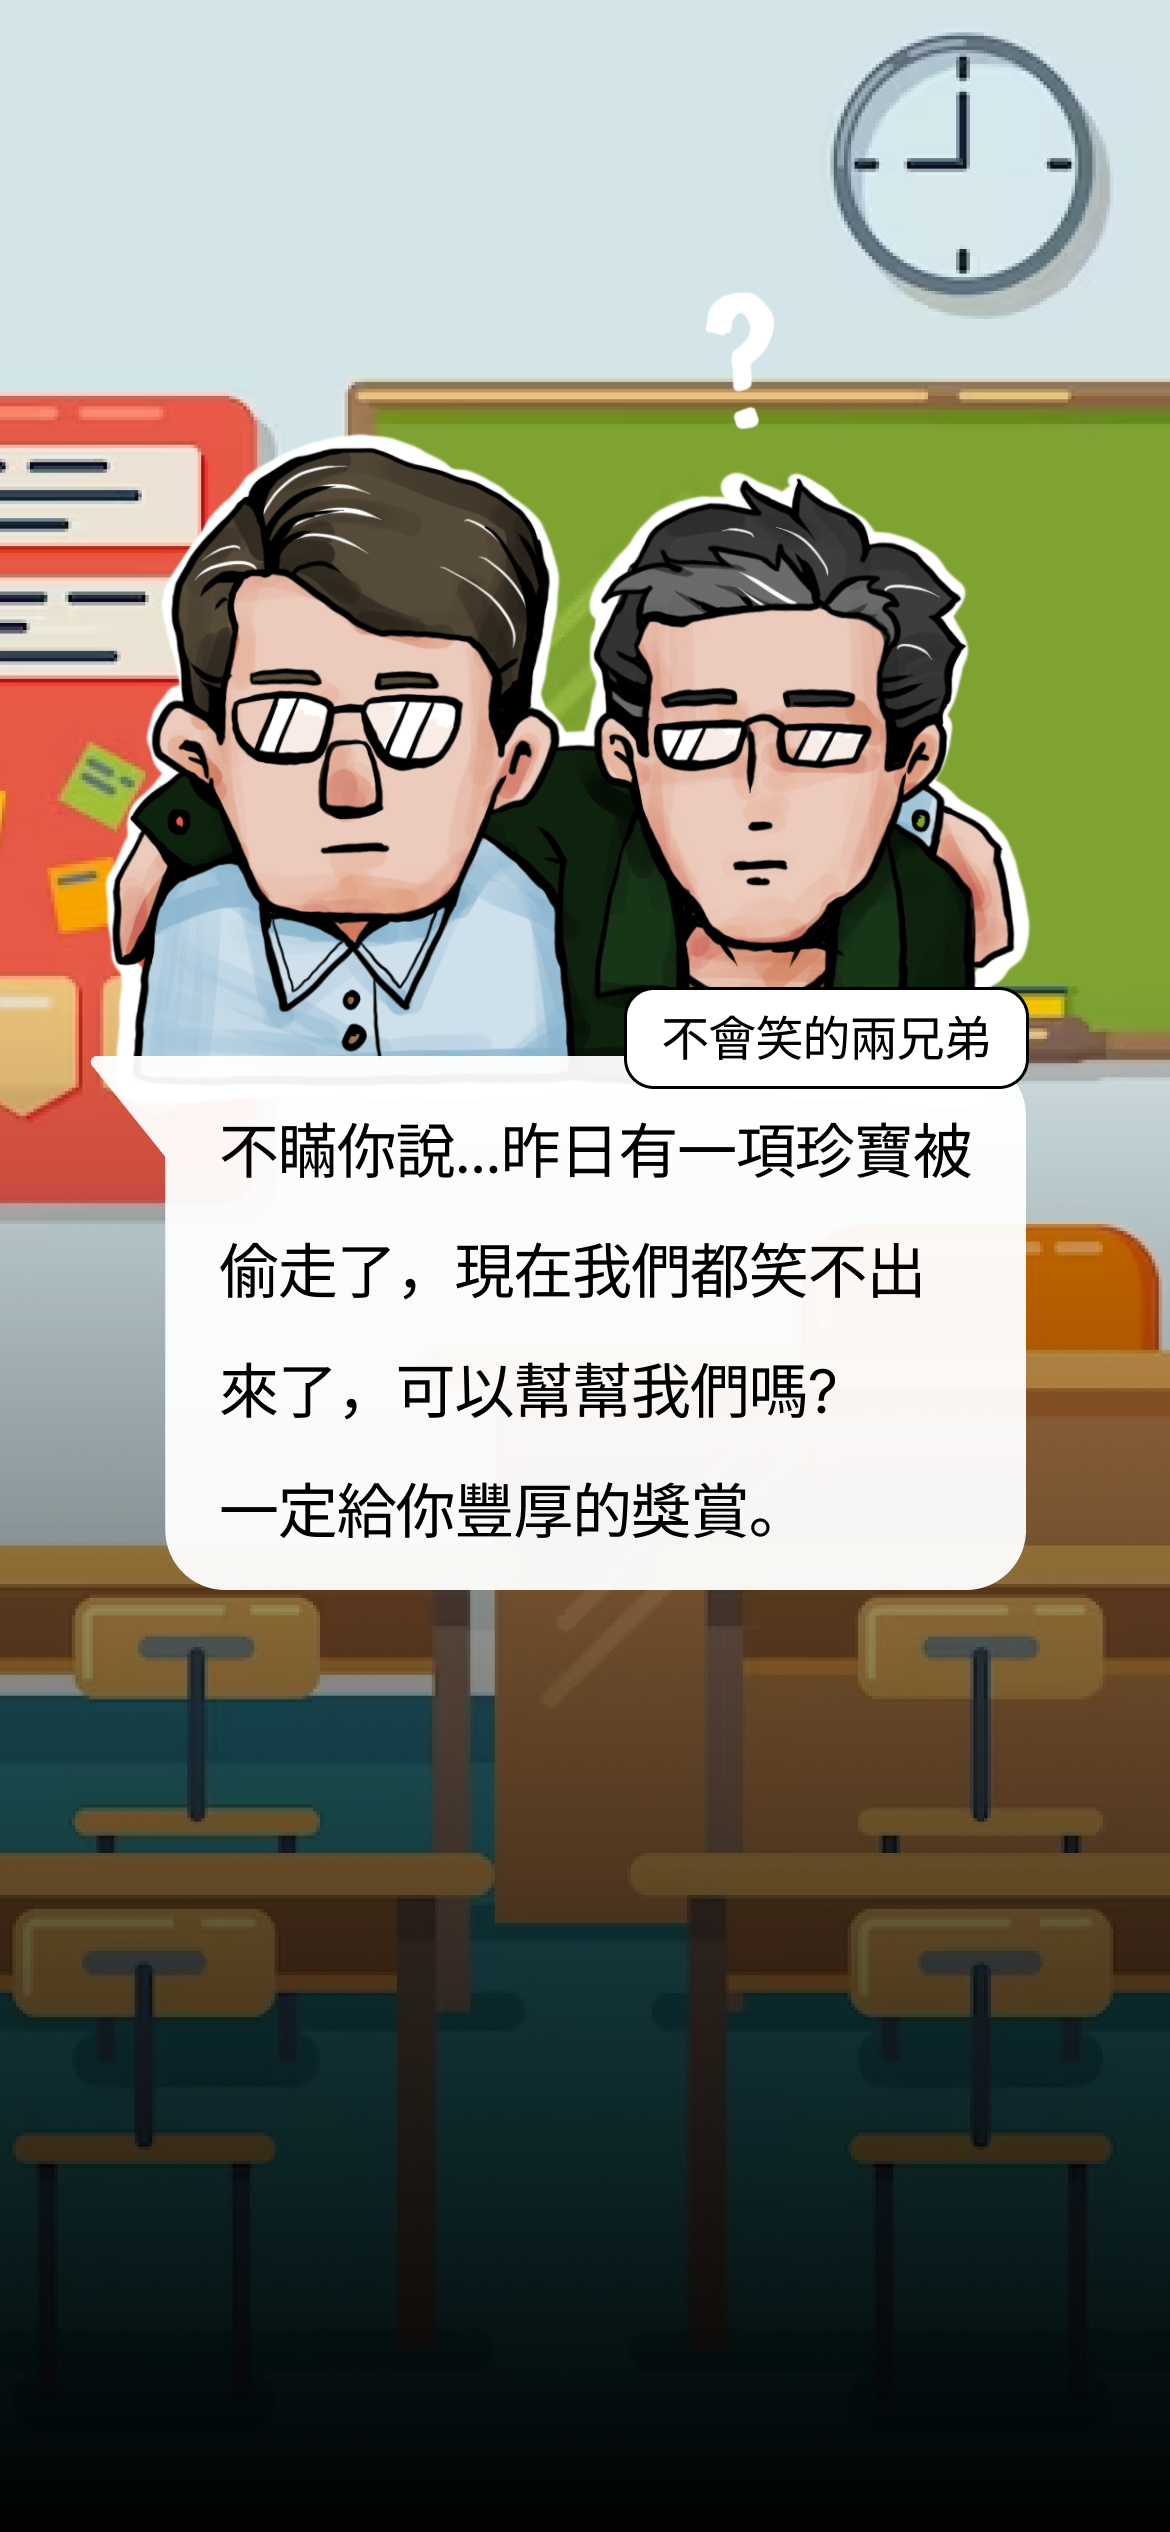 ?
不會笑的兩兄弟
不瞞你說...昨日有一項珍寶被
偷走了，現在我們都笑不出
來了，可以幫幫我們嗎?
一定給你豐厚的獎賞。